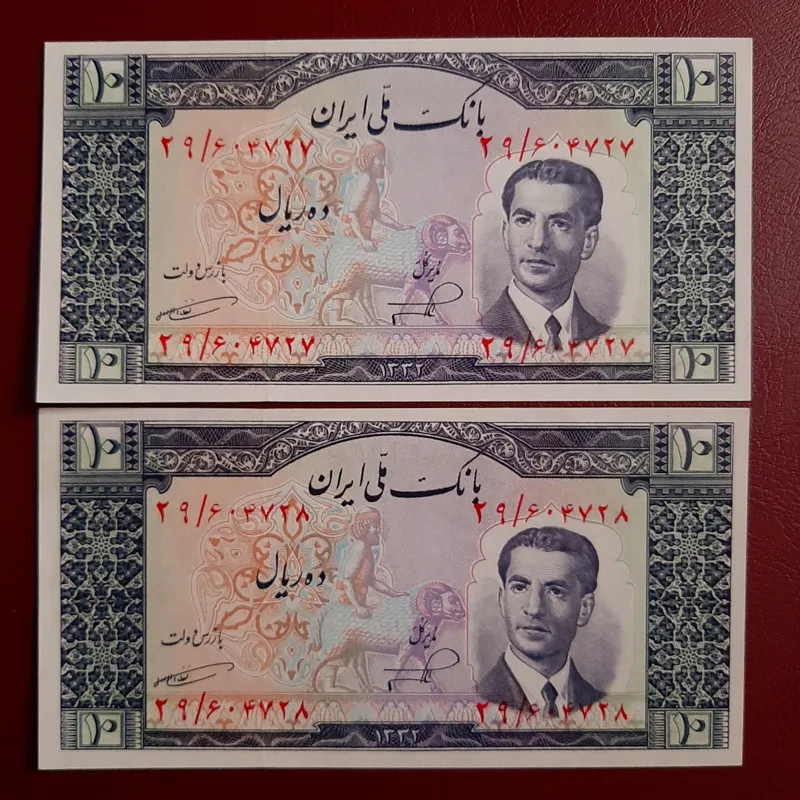 ۱۰ ۱۰
بانک ملّی ایران
۲۹/۶۰۴۷۲۷ ۲۹/۶۰۴۷۲۷
ده ریال
بازرس دولت مدیر کل
۲۹/۶۰۴۷۲۷ ۲۹/۶۰۴۷۲۷
۱۰ ۱۳۳۲ ۱۰
۱۰ ۱۰
بانک ملّی ایران
۲۹/۶۰۴۷۲۸ ۲۹/۶۰۴۷۲۸
ده ریال
بازرس دولت مدیر کل
۲۹/۶۰۴۷۲۸ ۲۹/۶۰۴۷۲۸
۱۰ ۱۳۳۲ ۱۰